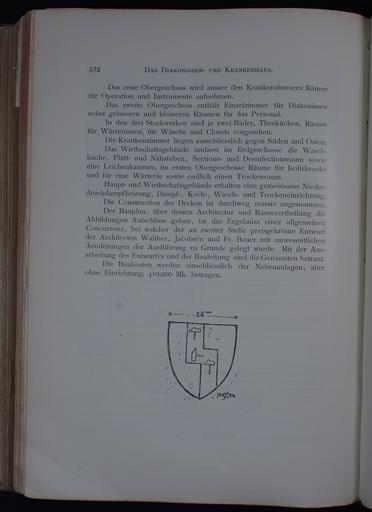 572 Das Diakonissen- und Krankenhaus.
Das erste Obergeschoss wird ausser den Krankenzimmern Räume
für Operation und Instrumente aufnehmen.
Das zweite Obergeschoss enthält Einzelzimmer für Diakonissen
nebst grösseren und kleineren Räumen für das Personal.
In den drei Stockwerken sind je zwei Bäder, Theeküchen, Räume
für Wärterinnen, für Wäsche und Closets vorgesehen.
Die Krankenzimmer liegen ausschliesslich gegen Süden und Osten.
Das Wirthschaftsgebäude umfasst im Erdgeschosse die Wasch-
küche, Plätt- und Nähstuben, Sections- und Desinfectionsraum sowie
eine Leichenkammer, im ersten Obergeschosse Räume für Isolirkranke
und für eine Wärterin sowie endlich einen Trockenraum.
Haupt- und Wirthschaftsgebäude erhalten eine gemeinsame Nieder-
druckdampfheizung, Dampf-, Koch-, Wasch- und Trockeneinrichtung.
Die Construction der Decken ist durchweg massiv angenommen.
Der Bauplan, über dessen Architectur und Raumvertheilung die
Abbildungen Aufschluss geben, ist das Ergebniss einer allgemeinen
Concurrenz, bei welcher der an zweiter Stelle preisgekrönte Entwurf
der Architecten Walther, Jacobsen und Fr. Bauer mit unwesentlichen
Aenderungen der Ausführung zu Grunde gelegt wurde. Mit der Aus-
arbeitung des Entwurfes und der Bauleitung sind die Genannten betraut.
Die Baukosten werden einschliesslich der Nebenanlagen, aber
ohne Einrichtung, 410,000 Mk. betragen.
26